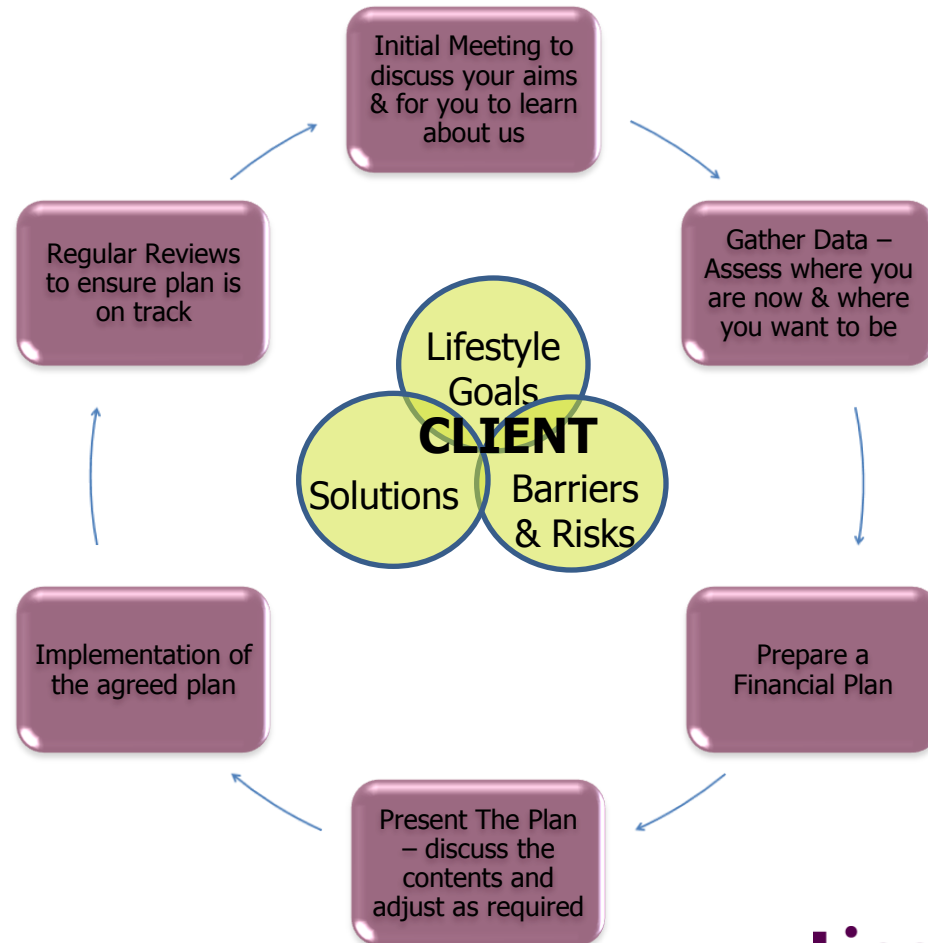 Initial Meeting to
discuss your aims
& for you to learn
about us
Gather Data –
Assess where you
are now & where
you want to be
Prepare a
Financial Plan
Present The Plan
– discuss the
contents and
adjust as required
Implementation of
the agreed plan
Regular Reviews
to ensure plan is
on track
Lifestyle
Goals
CLIENT
Solutions
Barriers
& Risks